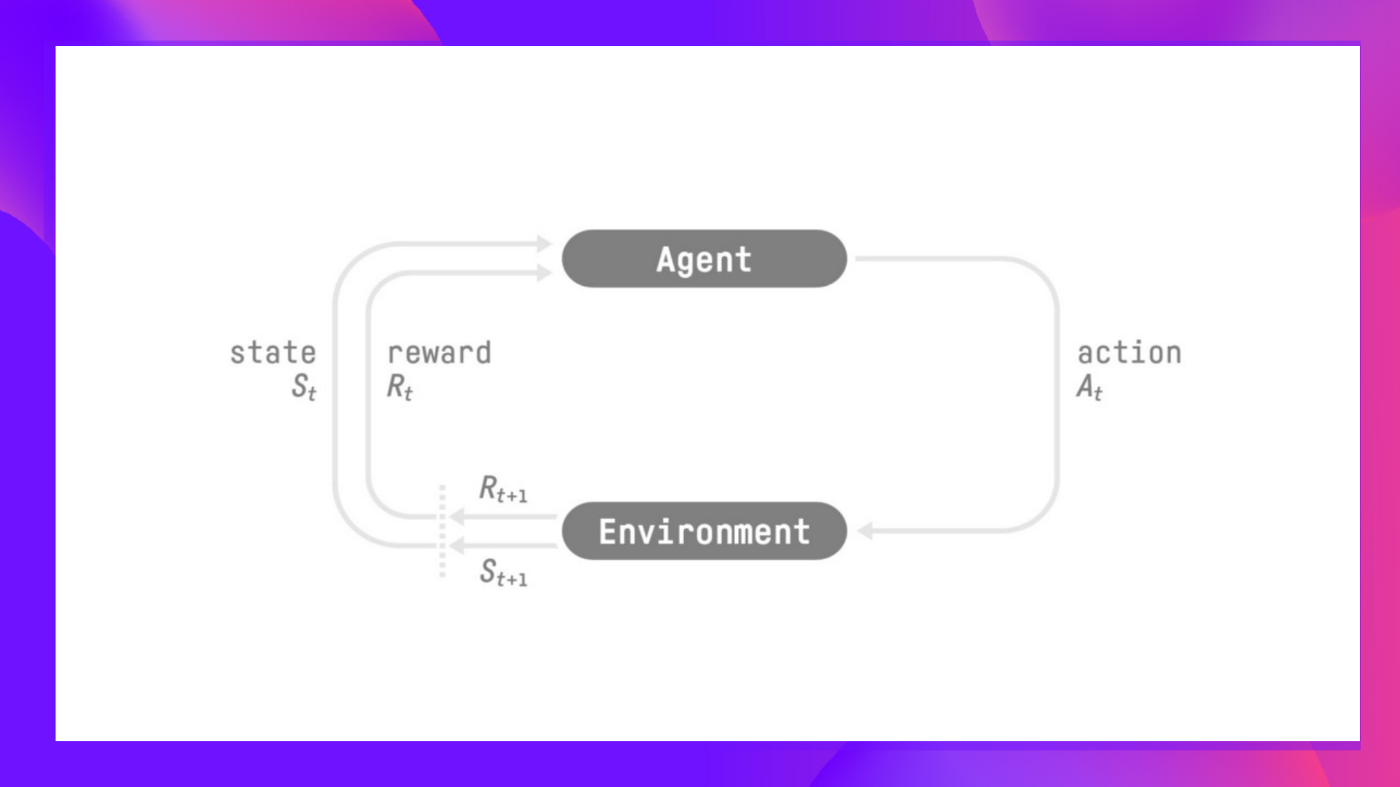 Agent
state
S_t
reward
R_t
action
A_t
R_{t+1}
Environment
S_{t+1}